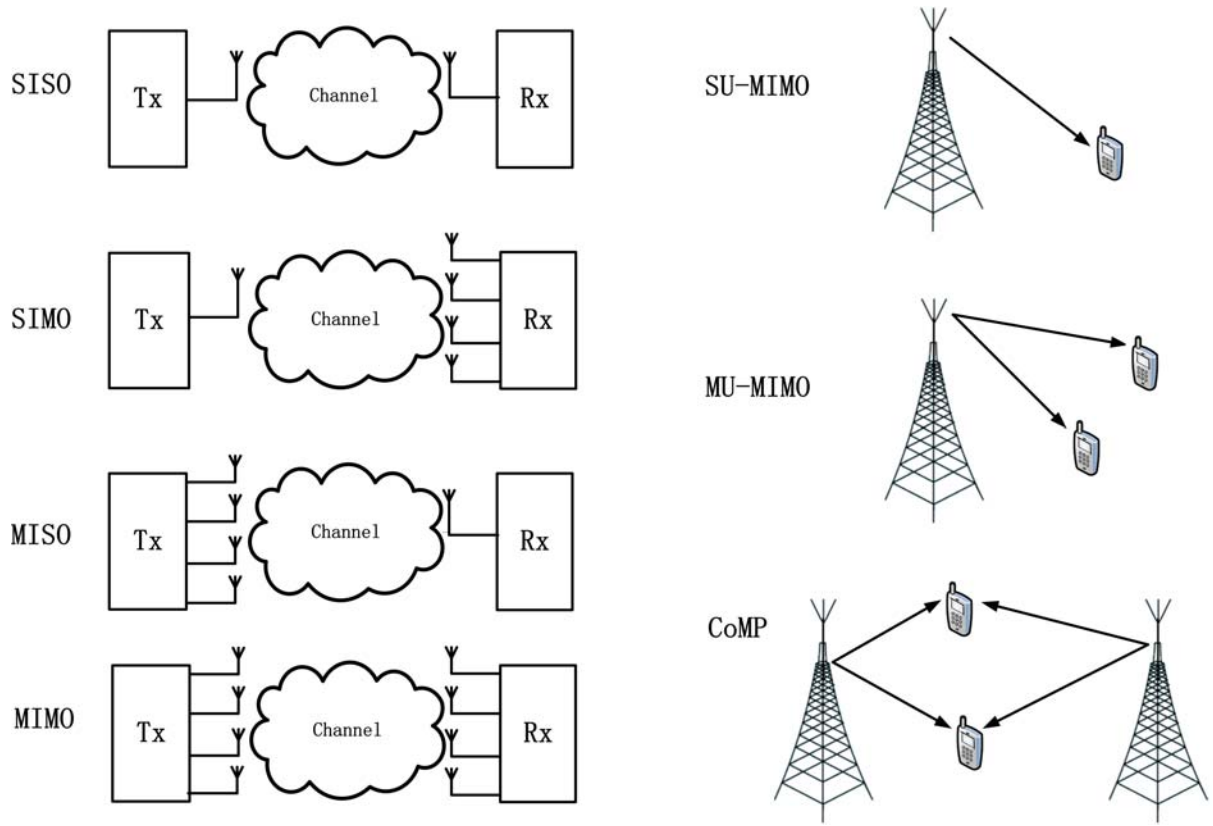 SISO
Tx
Channel
Rx
SIMO
Tx
Channel
Rx
MISO
Tx
Channel
Rx
MIMO
Tx
Channel
Rx
SU-MIMO
MU-MIMO
CoMP